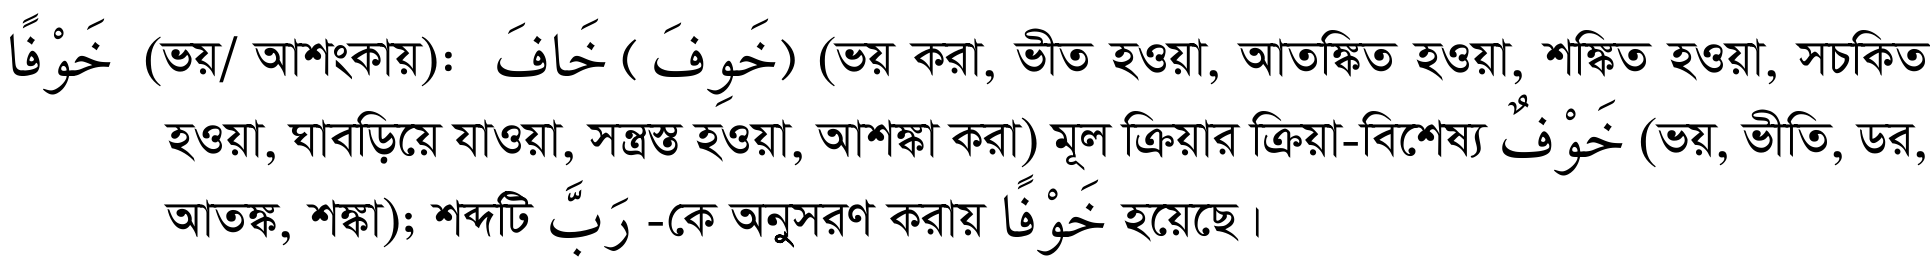 خَوْفًا (ভয়/ আশংকায়): خَافَ (خَوِفَ) (ভয় করা, ভীত হওয়া, আতঙ্কিত হওয়া, শঙ্কিত হওয়া, সচকিত
হওয়া, ঘাবড়িয়ে যাওয়া, সন্ত্রস্ত হওয়া, আশঙ্কা করা) মূল ক্রিয়ার ক্রিয়া-বিশেষ্য خَوْفٌ (ভয়, ভীতি, ডর,
আতঙ্ক, শঙ্কা); শব্দটি رَبَّ -কে অনুসরণ করায় خَوْفًا হয়েছে।